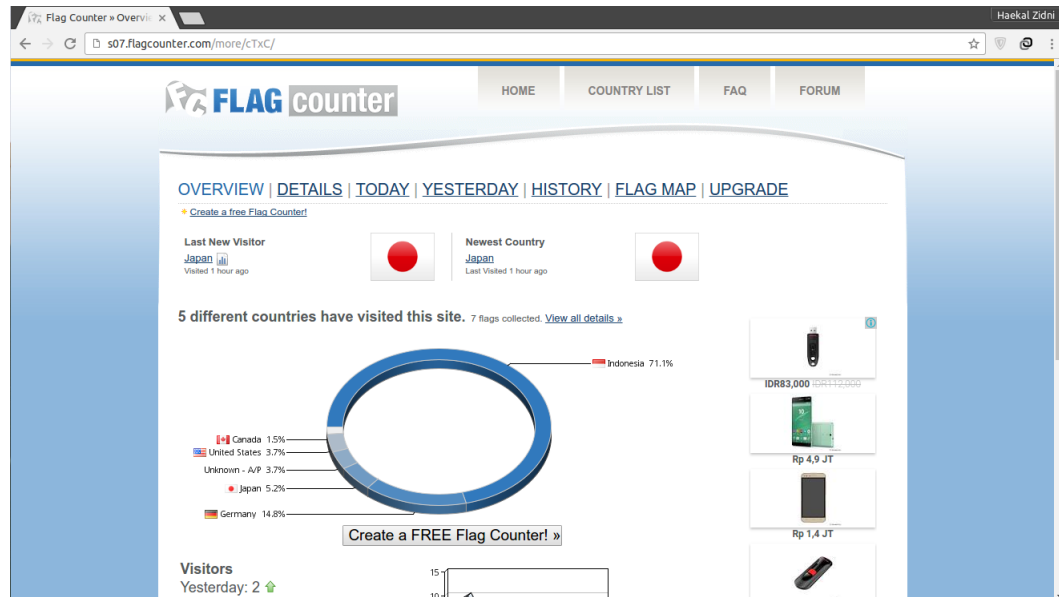 Flag Counter » Overvie
Haekal Zidni
s07.flagcounter.com/more/cTxC/
FC FLAG counter
HOME COUNTRY LIST FAQ FORUM
OVERVIEW | DETAILS | TODAY | YESTERDAY | HISTORY | FLAG MAP | UPGRADE
Create a free Flag Counter!
Last New Visitor
Japan
Visited 1 hour ago
Newest Country
Japan
Last Visited 1 hour ago
5 different countries have visited this site. 7 flags collected. View all details »
Indonesia 71.1%
Canada 1.5%
United States 3.7%
Unknown - A/P 3.7%
Japan 5.2%
Germany 14.8%
Create a FREE Flag Counter! »
IDR83,000 IDR112,000
Rp 4,9 JT
Rp 1,4 JT
Visitors
Yesterday: 2
15
10